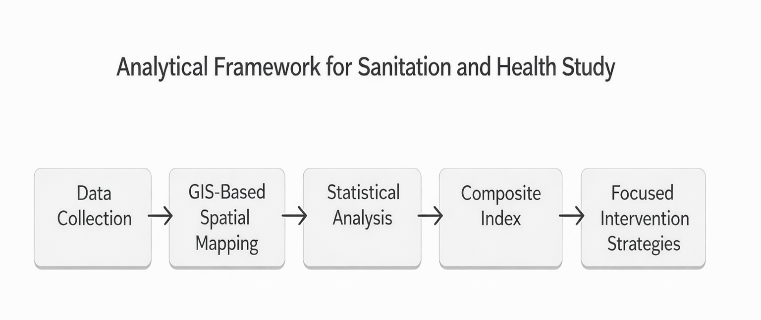 Analytical Framework for Sanitation and Health Study
Data
Collection
GIS-Based
Spatial
Mapping
Statistical
Analysis
Composite
Index
Focused
Intervention
Strategies